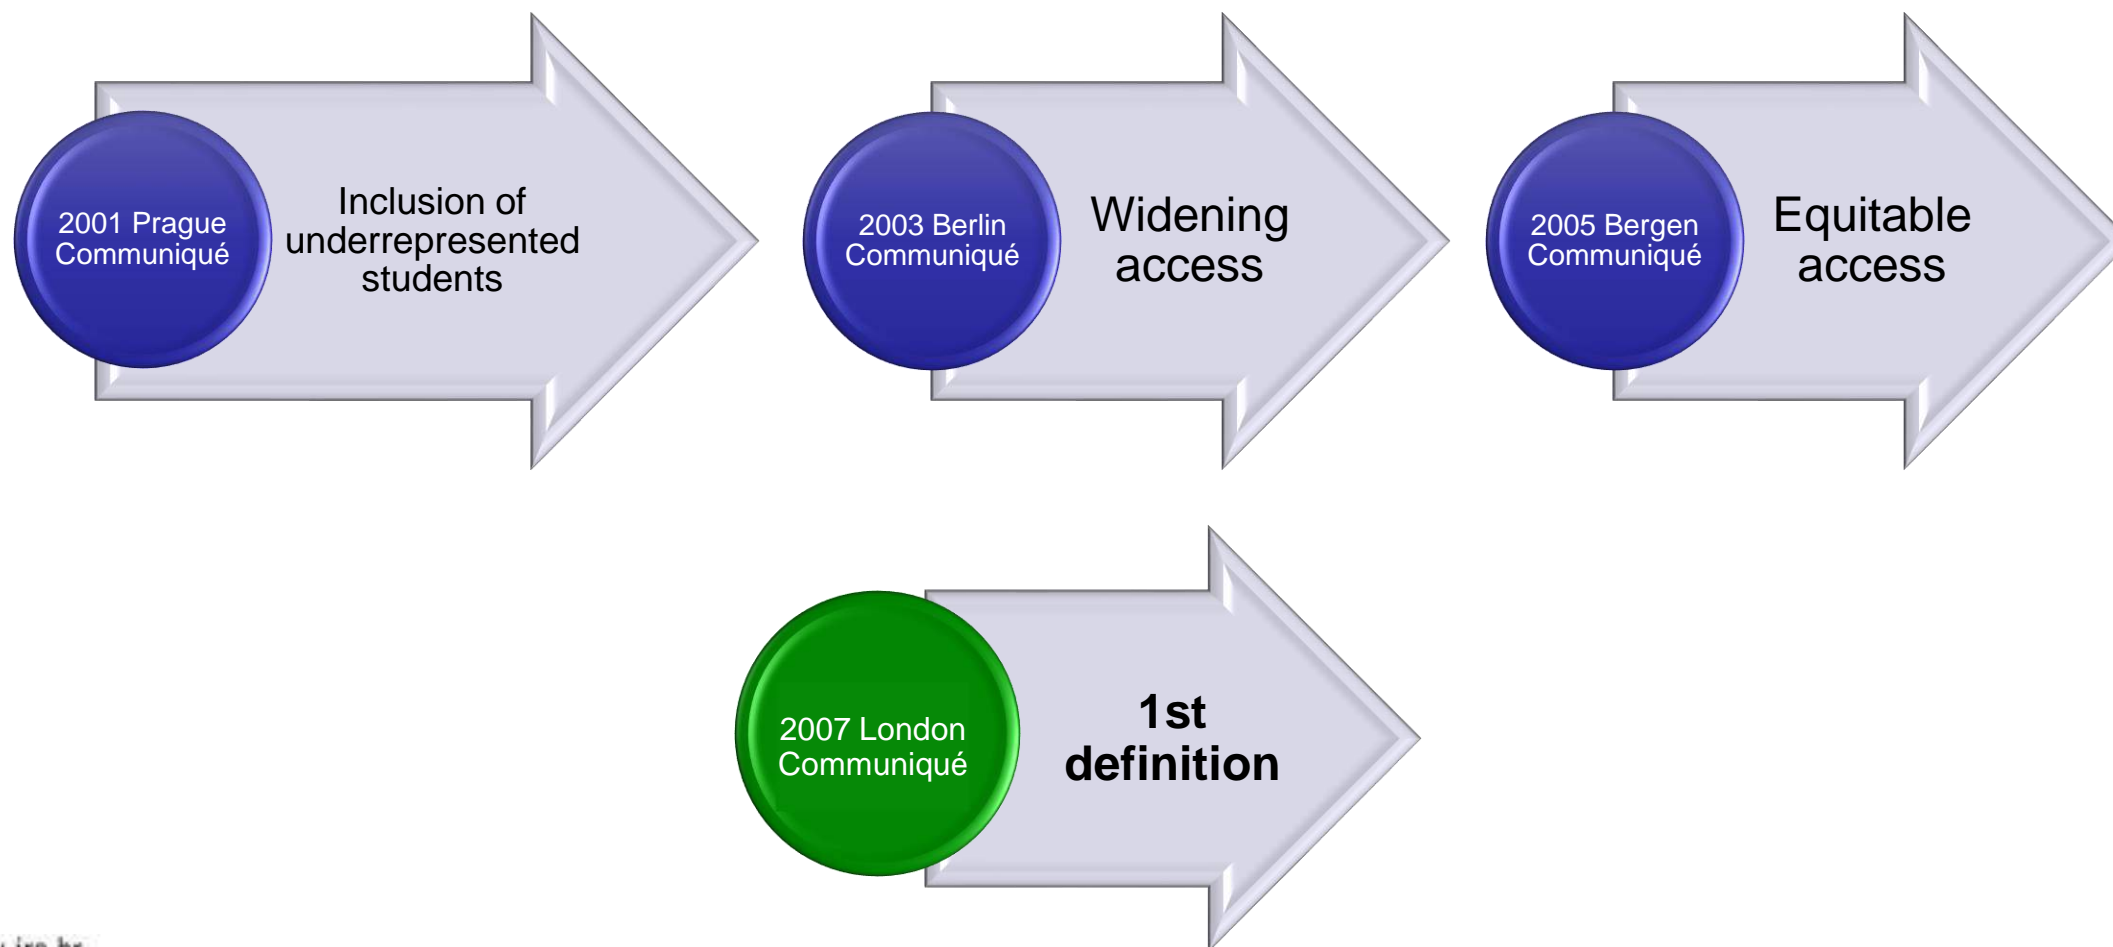 2001 Prague
Communiqué
Inclusion of
underrepresented
students
2003 Berlin
Communiqué
Widening
access
2005 Bergen
Communiqué
Equitable
access
2007 London
Communiqué
1st
definition